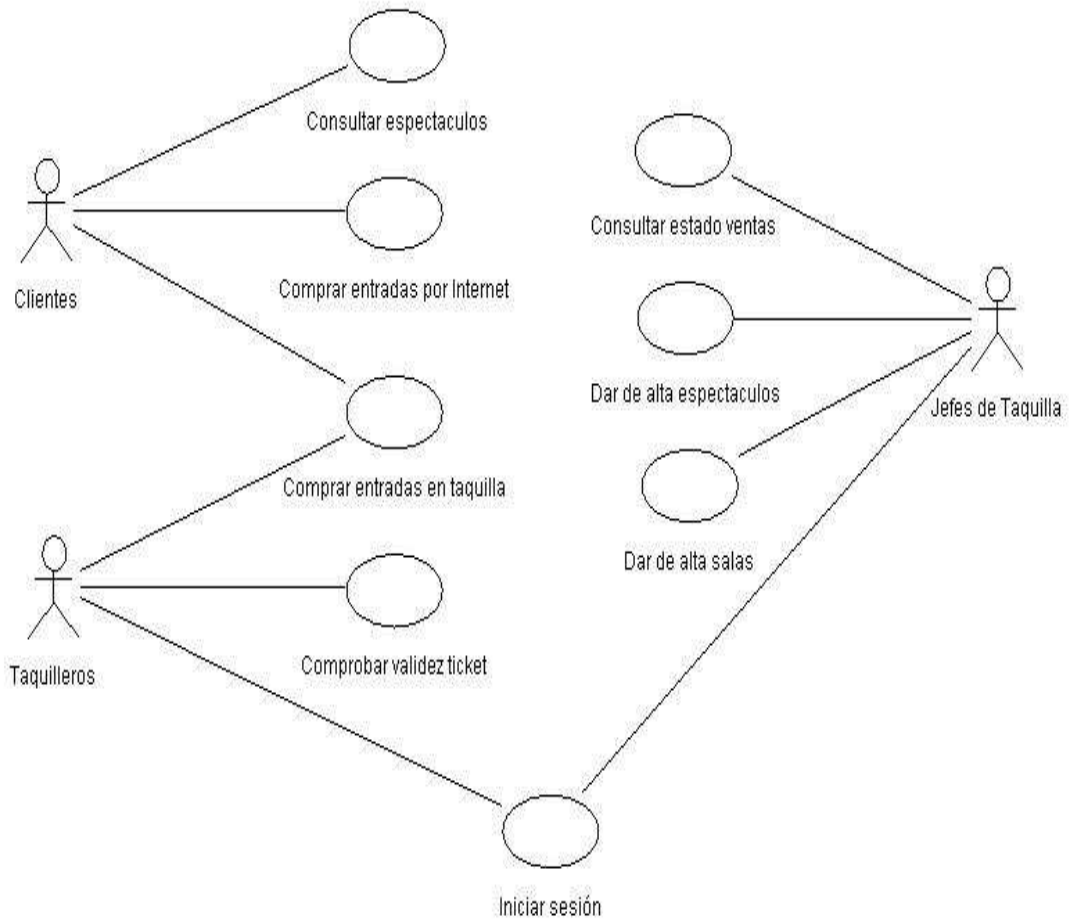 Consultar espectaculos
Consultar estado ventas
Clientes
Comprar entradas por Internet
Dar de alta espectaculos
Jefes de Taquilla
Comprar entradas en taquilla
Dar de alta salas
Taquilleros
Comprobar validez ticket
Iniciar sesión